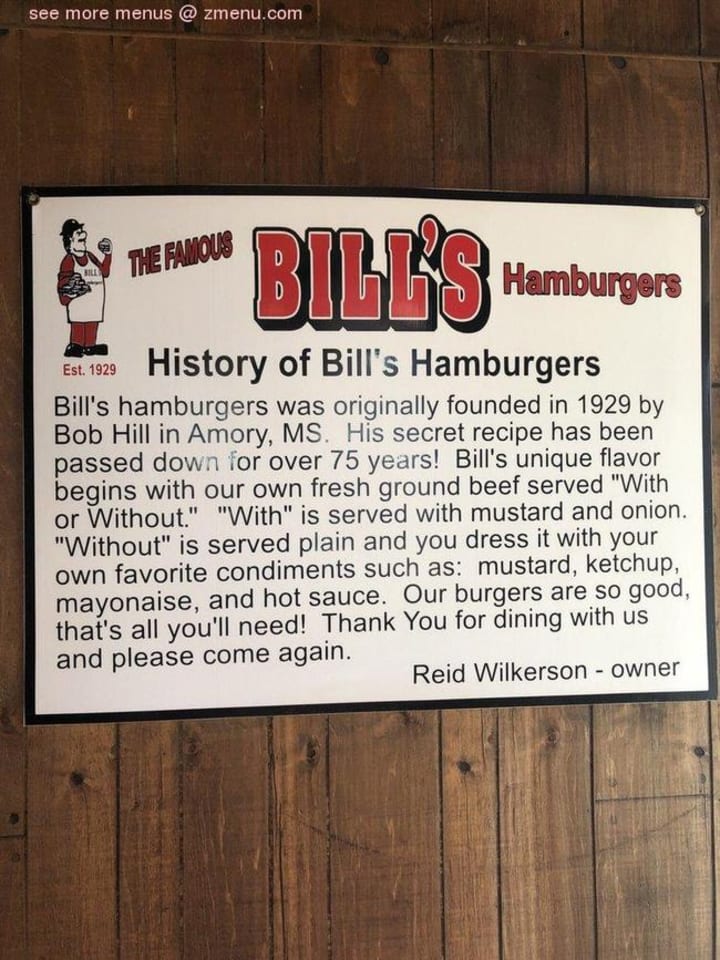 see more menus @ zmenu.com
THE FAMOUS BILL'S Hamburgers
Est. 1929
History of Bill's Hamburgers
Bill's hamburgers was originally founded in 1929 by
Bob Hill in Amory, MS. His secret recipe has been
passed down for over 75 years! Bill's unique flavor
begins with our own fresh ground beef served "With
or Without." "With" is served with mustard and onion.
"Without" is served plain and you dress it with your
own favorite condiments such as: mustard, ketchup,
mayonaise, and hot sauce. Our burgers are so good,
that's all you'll need! Thank You for dining with us
and please come again.
Reid Wilkerson - owner